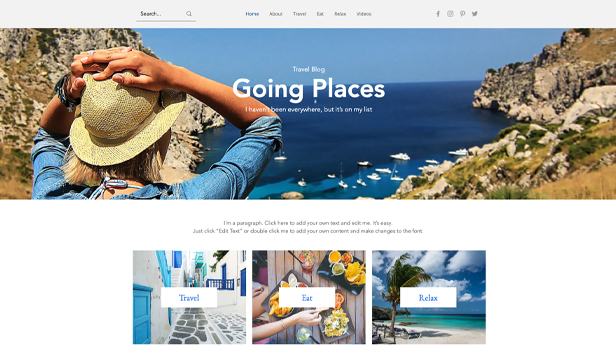 Search...
Home About Travel Eat Relax Videos
Travel Blog
Going Places
I haven't been everywhere, but it's on my list
I'm a paragraph. Click here to add your own text and edit me. It's easy.
Just click "Edit Text" or double click me to add your own content and make changes to the font.
Travel
Eat
Relax